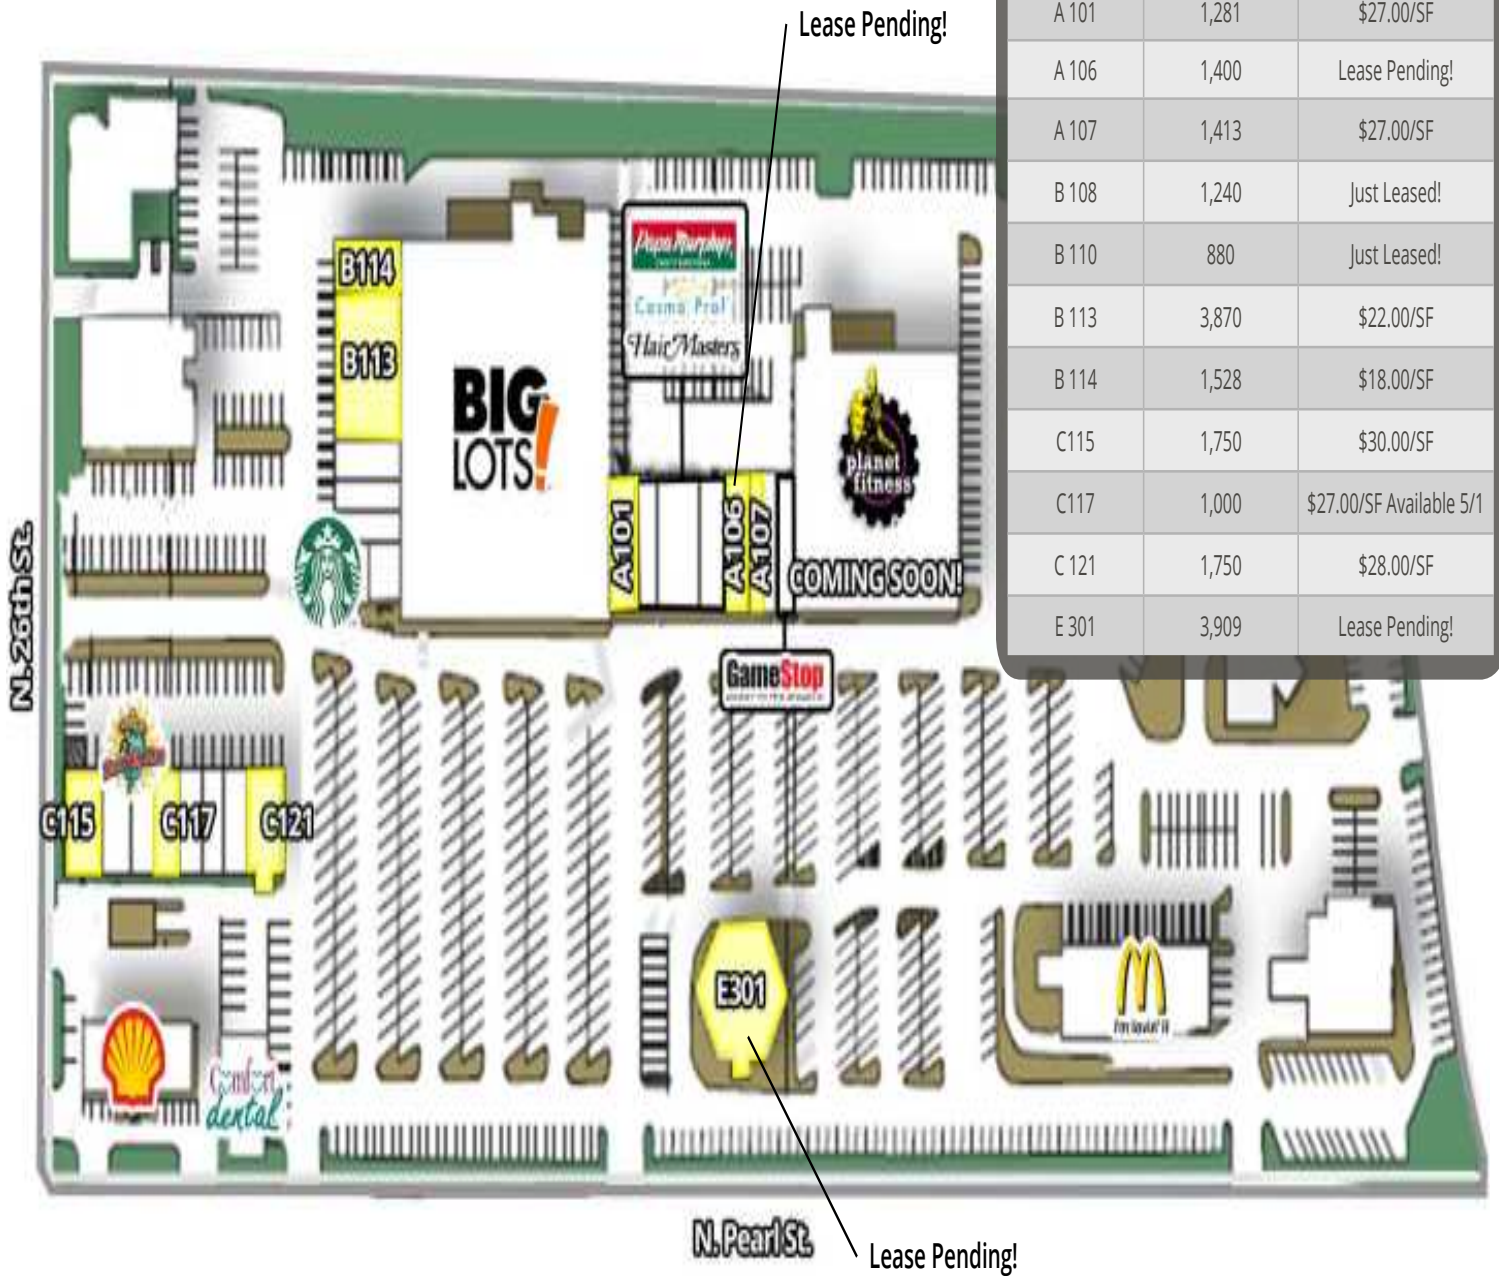 Lease Pending!
A 101 1,281 $27.00/SF
A 106 1,400 Lease Pending!
A 107 1,413 $27.00/SF
B 108 1,240 Just Leased!
B 110 880 Just Leased!
B 113 3,870 $22.00/SF
B 114 1,528 $18.00/SF
C115 1,750 $30.00/SF
C117 1,000 $27.00/SF Available 5/1
C 121 1,750 $28.00/SF
E 301 3,909 Lease Pending!
B114
B113
BIG
LOTS!
Papa Murphy's
Cosmo Prof
Hair Masters
planet
fitness
A101
A106
A107
COMING SOON!
GameStop
N. 26th St.
C115
C117
C121
E301
i'm lovin' it
Comfort
dental
N. Pearl St.
Lease Pending!